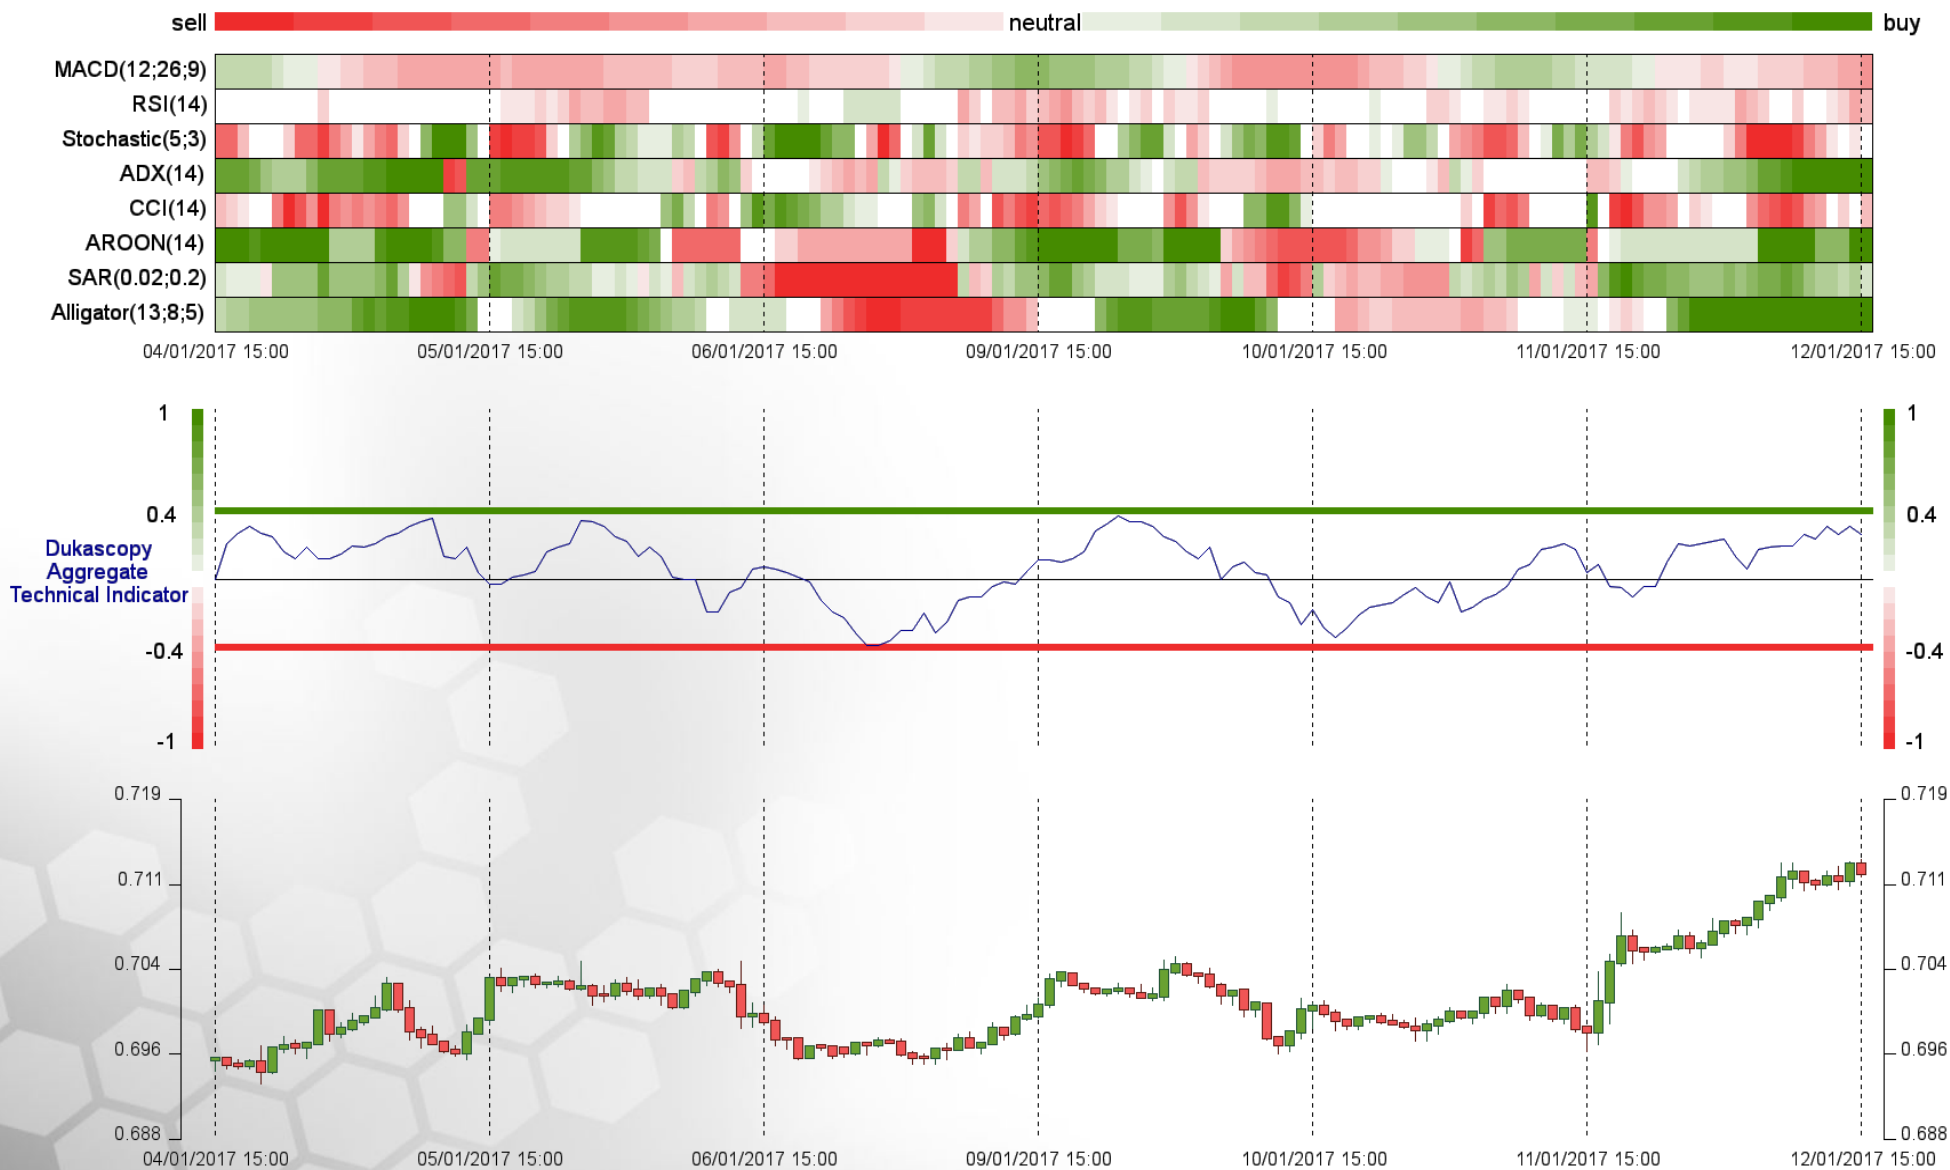 sell neutral buy
MACD(12;26;9)
RSI(14)
Stochastic(5;3)
ADX(14)
CCI(14)
AROON(14)
SAR(0.02;0.2)
Alligator(13;8;5)
04/01/2017 15:00 05/01/2017 15:00 06/01/2017 15:00 09/01/2017 15:00 10/01/2017 15:00 11/01/2017 15:00 12/01/2017 15:00
1 1
0.4 0.4
Dukascopy
Aggregate
Technical Indicator
-0.4 -0.4
-1 -1
0.719 0.719
0.711 0.711
0.704 0.704
0.696 0.696
0.688 0.688
04/01/2017 15:00 05/01/2017 15:00 06/01/2017 15:00 09/01/2017 15:00 10/01/2017 15:00 11/01/2017 15:00 12/01/2017 15:00